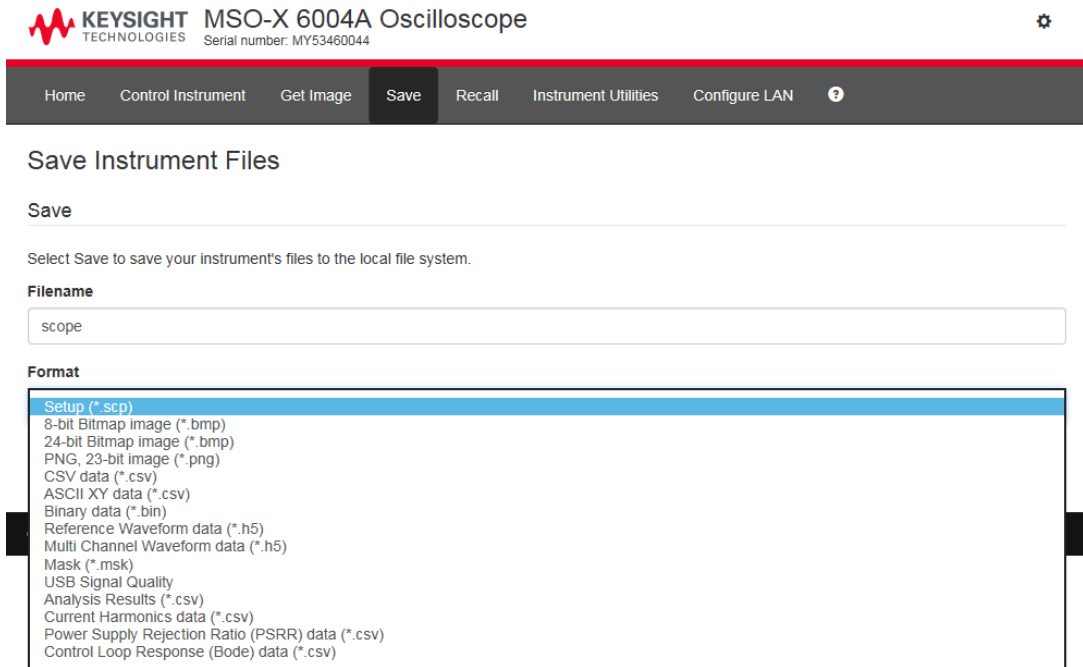 KEYSIGHT TECHNOLOGIES
MSO-X 6004A Oscilloscope
Serial number: MY53460044
Home Control Instrument Get Image Save Recall Instrument Utilities Configure LAN ?
Save Instrument Files
Save
Select Save to save your instrument's files to the local file system.
Filename
scope
Format
Setup (*.scp)
8-bit Bitmap image (*.bmp)
24-bit Bitmap image (*.bmp)
PNG, 23-bit image (*.png)
CSV data (*.csv)
ASCII XY data (*.csv)
Binary data (*.bin)
Reference Waveform data (*.h5)
Multi Channel Waveform data (*.h5)
Mask (*.msk)
USB Signal Quality
Analysis Results (*.csv)
Current Harmonics data (*.csv)
Power Supply Rejection Ratio (PSRR) data (*.csv)
Control Loop Response (Bode) data (*.csv)